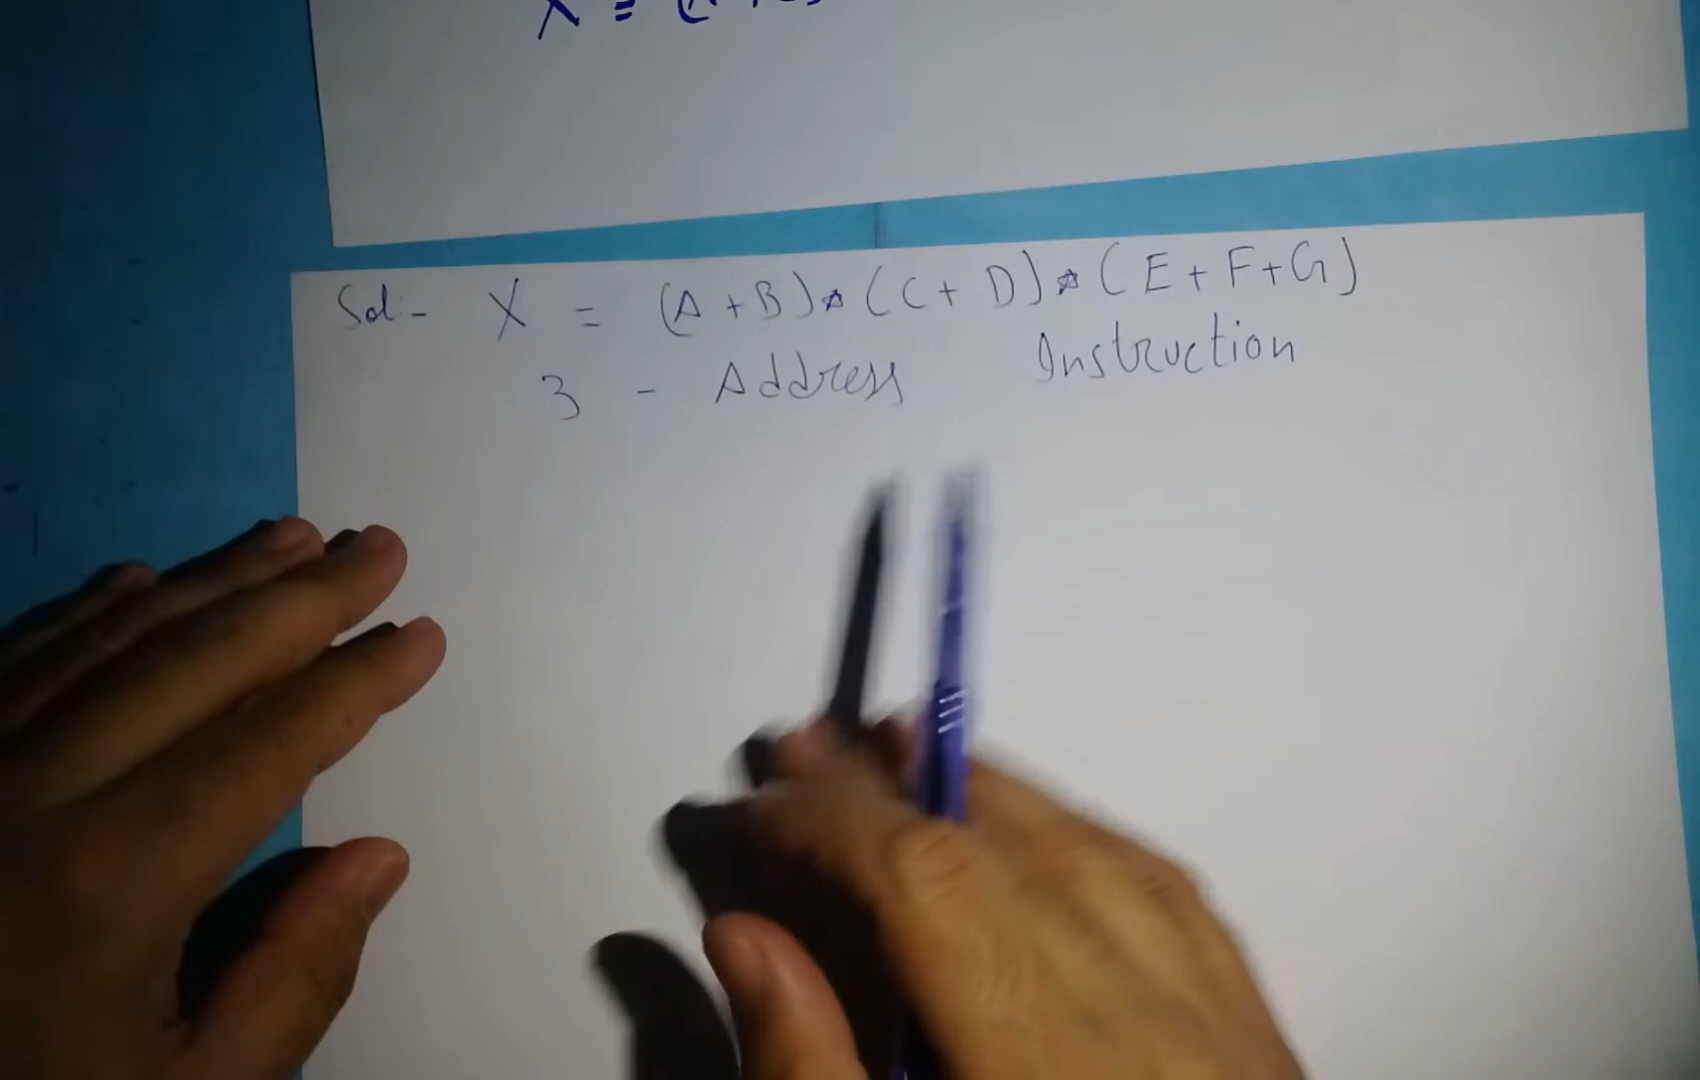 X =
Sol:- X = (A + B) * (C + D) * (E + F + G)
3 - Address Instruction